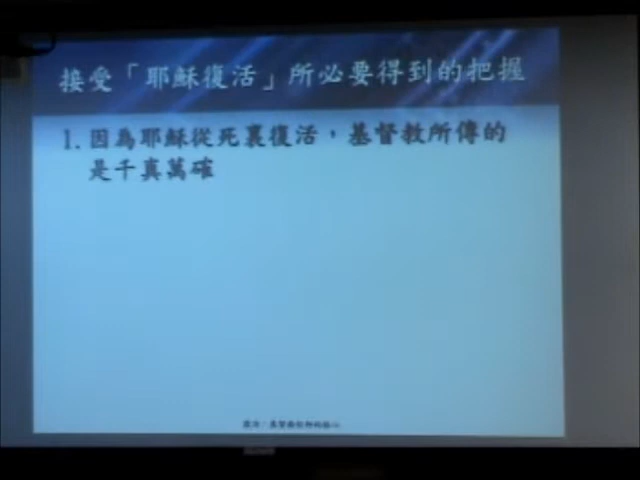 接受「耶穌復活」所必要得到的把握
1. 因為耶穌從死裏復活，基督教所傳的
是千真萬確